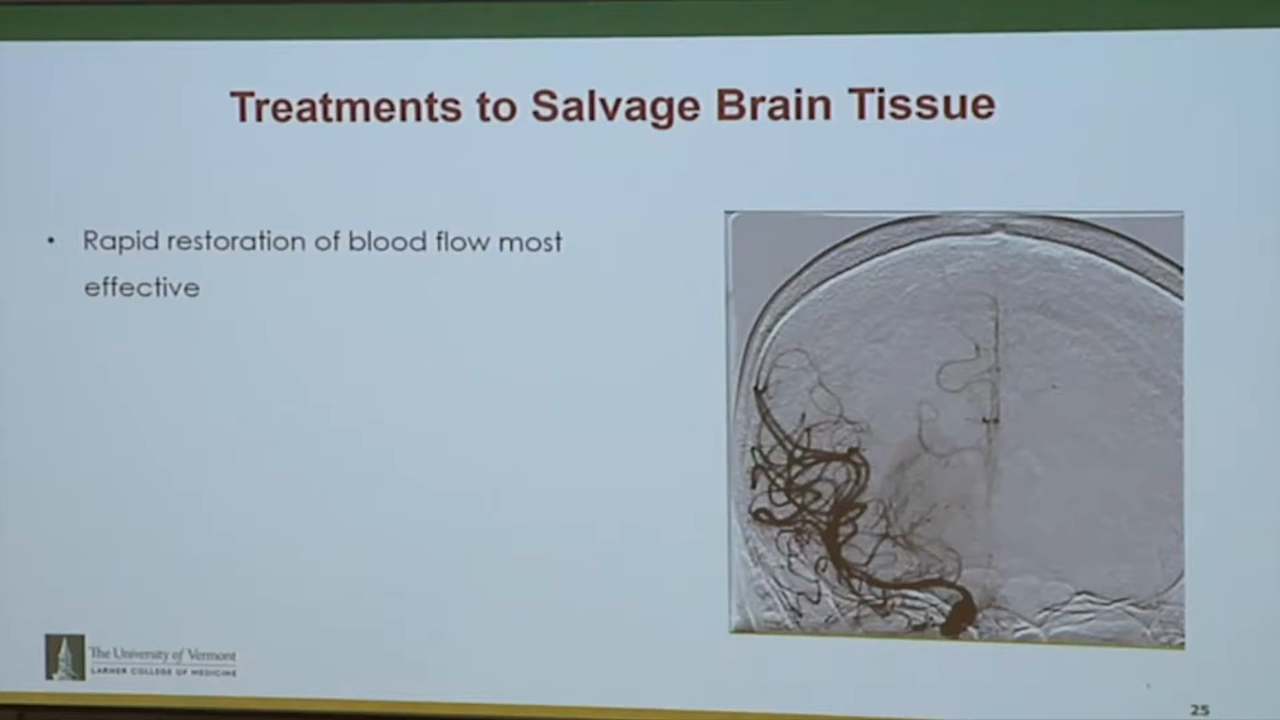 Treatments to Salvage Brain Tissue
• Rapid restoration of blood flow most
effective
The University of Vermont
LARNER COLLEGE OF MEDICINE
25